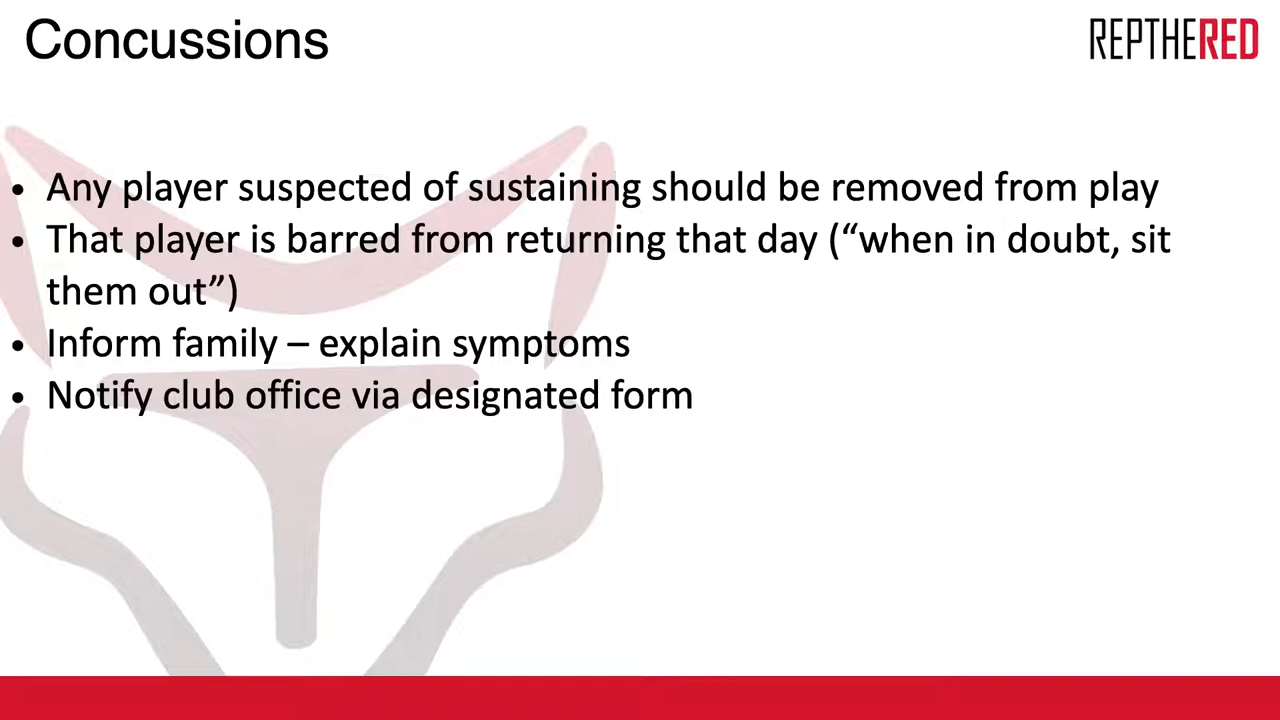 Concussions
REPTHERED
• Any player suspected of sustaining should be removed from play
• That player is barred from returning that day (“when in doubt, sit
them out”)
• Inform family – explain symptoms
• Notify club office via designated form